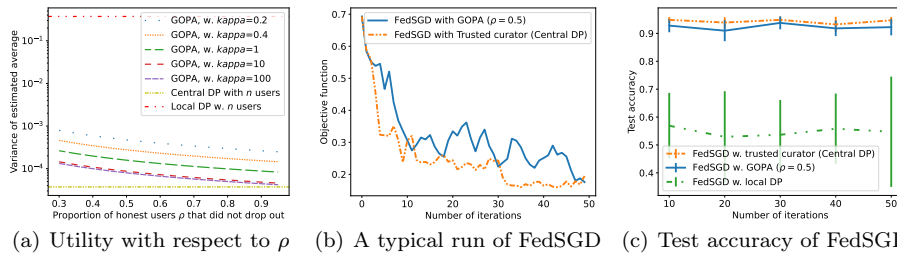 Variance of estimated average
10⁻¹
10⁻²
10⁻³
10⁻⁴
GOPA, w. kappa=0.2
GOPA, w. kappa=0.4
GOPA, w. kappa=1
GOPA, w. kappa=10
GOPA, w. kappa=100
Central DP with n users
Local DP w. n users
0.3 0.4 0.5 0.6 0.7 0.8 0.9
Proportion of honest users ρ that did not drop out
(a) Utility with respect to ρ
Objective function
0.7
0.6
0.5
0.4
0.3
0.2
FedSGD with GOPA (ρ = 0.5)
FedSGD with Trusted curator (Central DP)
0 10 20 30 40 50
Number of iterations
(b) A typical run of FedSGD
Test accuracy
0.9
0.8
0.7
0.6
0.5
0.4
FedSGD w. trusted curator (Central DP)
FedSGD w. GOPA (ρ = 0.5)
FedSGD w. local DP
10 20 30 40 50
Number of iterations
(c) Test accuracy of FedSGD